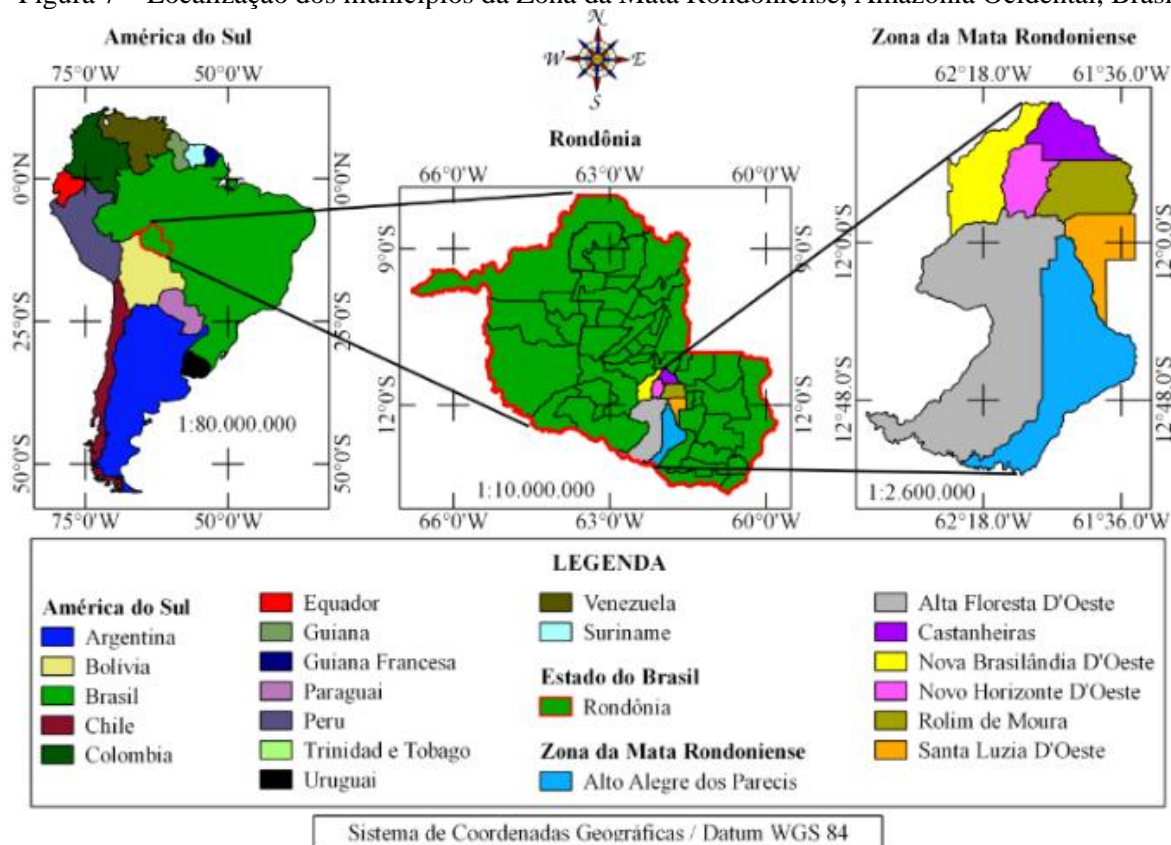 Figura 7 – Localização dos municípios da Zona da Mata Rondoniense, Amazônia Ocidental, Brasil
N
W E
S
América do Sul
75°0'W 50°0'W
0°0'N
25°0'S
50°0'S
0°0'N
25°0'S
50°0'S
1:80.000.000
75°0'W 50°0'W
Rondônia
66°0'W 63°0'W 60°0'W
9°0'S
12°0'S
9°0'S
12°0'S
1:10.000.000
66°0'W 63°0'W 60°0'W
Zona da Mata Rondoniense
62°18.0'W 61°36.0'W
12°0.0'S
12°48.0'S
12°0.0'S
12°48.0'S
1:2.600.000
62°18.0'W 61°36.0'W
LEGENDA
América do Sul
Argentina
Bolívia
Brasil
Chile
Colombia
Equador
Guiana
Guiana Francesa
Paraguai
Peru
Trinidad e Tobago
Uruguai
Venezuela
Suriname
Estado do Brasil
Rondônia
Zona da Mata Rondoniense
Alto Alegre dos Parecis
Alta Floresta D'Oeste
Castanheiras
Nova Brasilândia D'Oeste
Novo Horizonte D'Oeste
Rolim de Moura
Santa Luzia D'Oeste
Sistema de Coordenadas Geográficas / Datum WGS 84